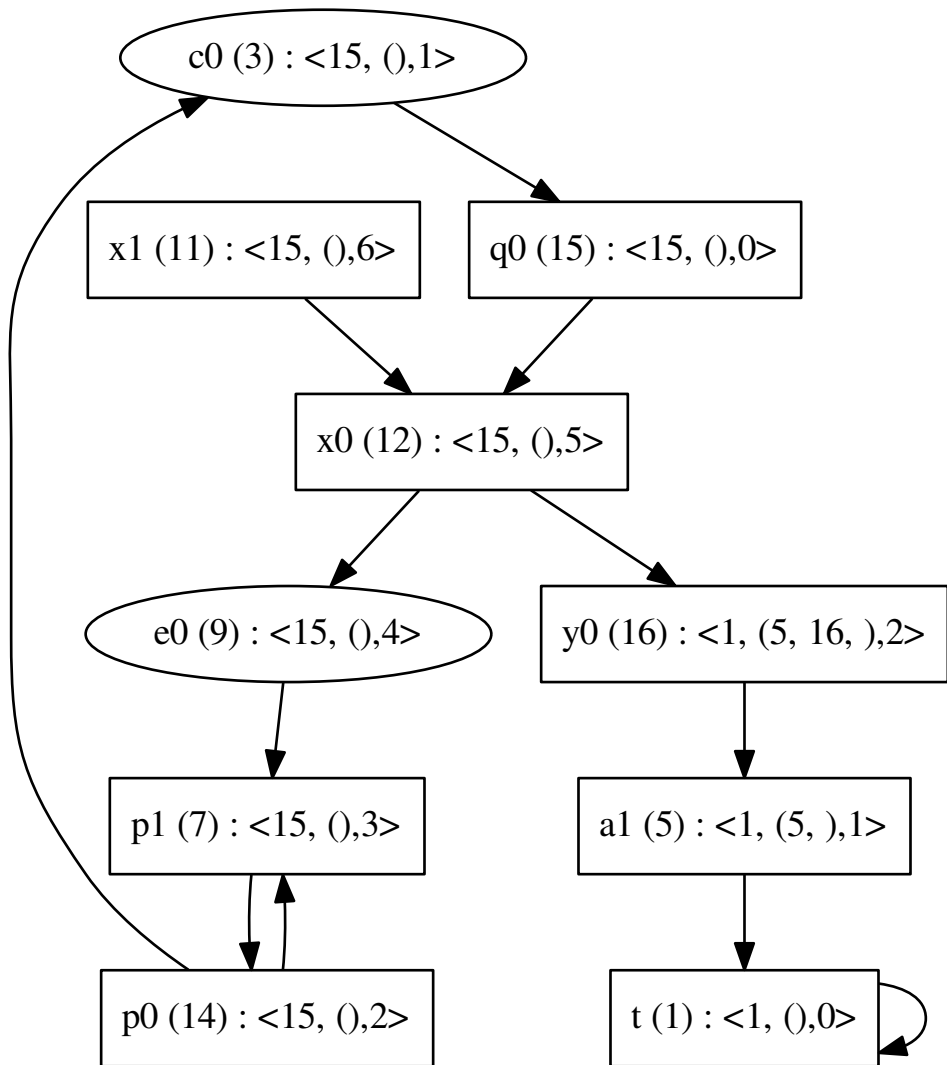 c0 (3) : <15, (),1>
x1 (11) : <15, (),6>
q0 (15) : <15, (),0>
x0 (12) : <15, (),5>
e0 (9) : <15, (),4>
y0 (16) : <1, (5, 16, ),2>
p1 (7) : <15, (),3>
a1 (5) : <1, (5, ),1>
p0 (14) : <15, (),2>
t (1) : <1, (),0>